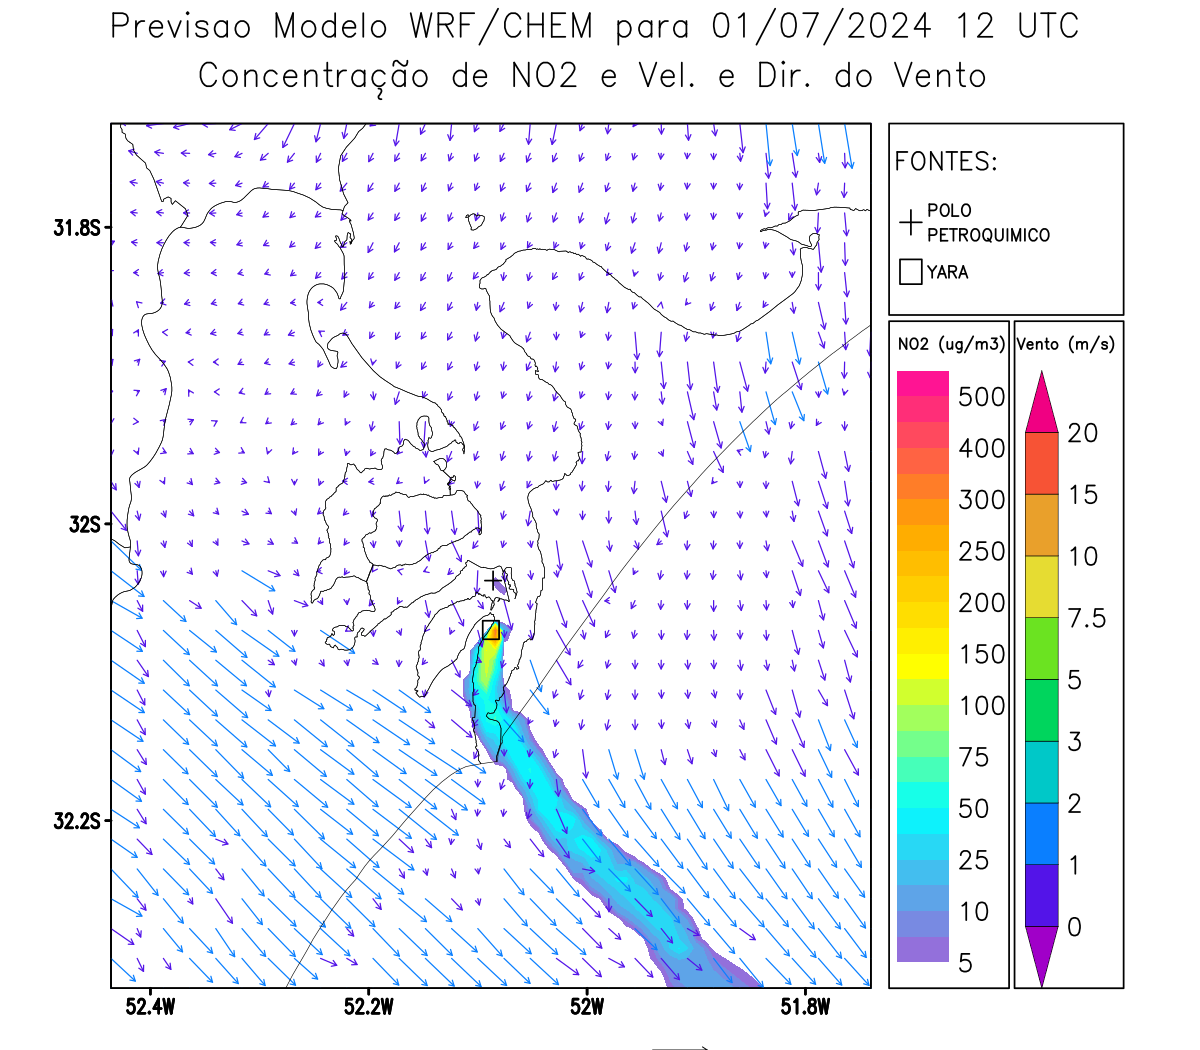 Previsao Modelo WRF/CHEM para 01/07/2024 12 UTC
Concentração de NO2 e Vel. e Dir. do Vento
FONTES:
POLO
PETROQUIMICO
YARA
NO2 (ug/m3)
500
400
300
250
200
150
100
75
50
25
10
5
Vento (m/s)
20
15
10
7.5
5
3
2
1
0
31.8S
32S
32.2S
52.4W
52.2W
52W
51.8W